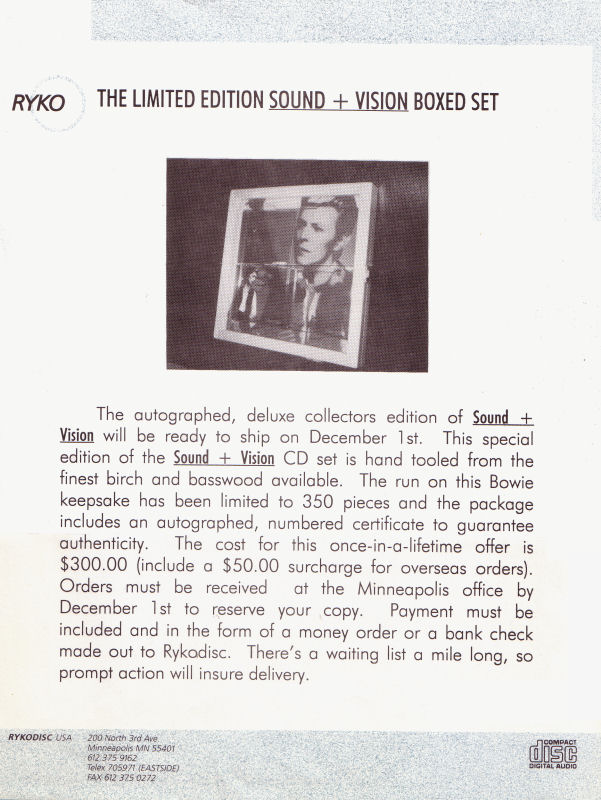 RYKO
THE LIMITED EDITION SOUND + VISION BOXED SET
The autographed, deluxe collectors edition of Sound +
Vision will be ready to ship on December 1st. This special
edition of the Sound + Vision CD set is hand tooled from the
finest birch and basswood available. The run on this Bowie
keepsake has been limited to 350 pieces and the package
includes an autographed, numbered certificate to guarantee
authenticity. The cost for this once-in-a-lifetime offer is
$300.00 (include a $50.00 surcharge for overseas orders).
Orders must be received at the Minneapolis office by
December 1st to reserve your copy. Payment must be
included and in the form of a money order or a bank check
made out to Rykodisc. There's a waiting list a mile long, so
prompt action will insure delivery.
RYKODISC USA
200 North 3rd Ave.
Minneapolis MN 55401
612 375 9162
Telex 705971 (EASTSIDE)
FAX 612 375 0272
COMPACT
disc
DIGITAL AUDIO